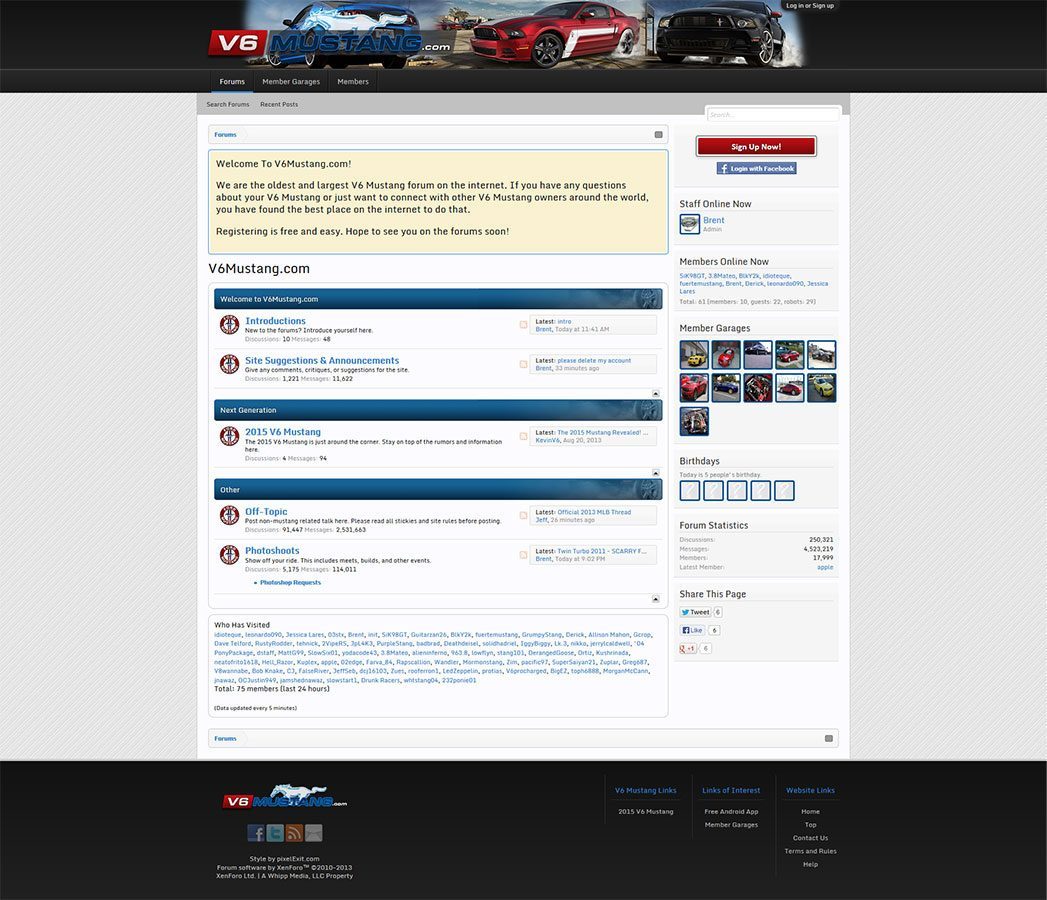 Log in or Sign up
V6 MUSTANG.com
Forums
Member Garages
Members
Search Forums
Recent Posts
Search...
Forums
Welcome To V6Mustang.com!
We are the oldest and largest V6 Mustang forum on the internet. If you have any questions
about your V6 Mustang or just want to connect with other V6 Mustang owners around the world,
you have found the best place on the internet to do that.
Registering is free and easy. Hope to see you on the forums soon!
V6Mustang.com
Welcome to V6Mustang.com
Introductions
New to the forums? Introduce yourself here.
Discussions: 10 Messages: 48
Latest: intro
Brent, Today at 11:41 AM
Site Suggestions & Announcements
Give any comments, critiques, or suggestions for the site.
Discussions: 1,221 Messages: 11,622
Latest: please delete my account
Brent, 33 minutes ago
Next Generation
2015 V6 Mustang
The 2015 V6 Mustang is just around the corner. Stay on top of the rumors and information
here.
Discussions: 4 Messages: 94
Latest: The 2015 Mustang Revealed! ...
KevinV6, Aug 20, 2013
Other
Off-Topic
Post non-mustang related talk here. Please read all stickies and site rules before posting.
Discussions: 91,447 Messages: 2,531,663
Latest: Official 2013 MLB Thread
Jeff, 26 minutes ago
Photoshoots
Show off your ride. This includes meets, builds, and other events.
Discussions: 5,175 Messages: 114,011
Latest: Twin Turbo 2011 - SCARRY F...
Brent, Today at 9:02 PM
Photoshop Requests
Who Has Visited
idioteque, leonardo090, Jessica Lares, 03stx, Brent, init, SiK98GT, Guitarzan26, BlkY2k, fuertemustang, GrumpyStang, Derick, Allison Mahon, Gcrop,
Dave Telford, RustyRodder, tehnick, 2VipeRS, 3pL4K3, PurpleStang, badbrad, Deathdeisel, solidhadriel, IggyBiggy, Lk.3, nikko, jerrylcaldwell, '04
PonyPackage, dstaff, MattG99, SlowSix01, yodacode43, 3.8Mateo, alieninferno, 963.8, lowflyn, stang101, DerangedGoose, Ortiz, Kushrinada,
neatofrito1618, Hell_Razor, Kuplex, apple, 02edge, Farva_84, Rapscallion, Wandler, Mormonstang, Zim, pacific97, SuperSaiyan21, Zuplar, Grego87,
V8wannabe, Bob Knake, CJ, FalseRiver, JeffSeb, dcj16103, Zues, rooferron1, LedZeppelin, protias, V6procharged, BigEZ, toph6888, MorganMcCann,
jnawaz, OCJustin949, jamshednawaz, slowstart1, Drunk Racers, whtstang04, 232ponie01
Total: 75 members (last 24 hours)
(Data updated every 5 minutes)
Forums
Sign Up Now!
Login with Facebook
Staff Online Now
Brent
Admin
Members Online Now
SiK98GT, 3.8Mateo, BlkY2k, idioteque,
fuertemustang, Brent, Derick, leonardo090, Jessica
Lares
Total: 61 (members: 10, guests: 22, robots: 29)
Member Garages
Birthdays
Today is 5 people's birthday.
? ? ? ? ?
Forum Statistics
Discussions: 250,321
Messages: 4,523,219
Members: 17,999
Latest Member: apple
Share This Page
Tweet 6
Like 6
+1 6
V6 MUSTANG.com
Style by pixelExit.com
Forum software by XenForo™ ©2010-2013
XenForo Ltd. | A Whipp Media, LLC Property
V6 Mustang Links
2015 V6 Mustang
Links of Interest
Free Android App
Member Garages
Website Links
Home
Top
Contact Us
Terms and Rules
Help